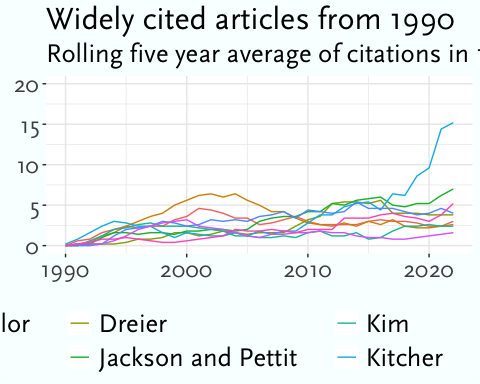 Widely cited articles from 1990
Rolling five year average of citations in
20
15
10
5
0
1990 2000 2010 2020
lor Dreier Kim
Jackson and Pettit Kitcher